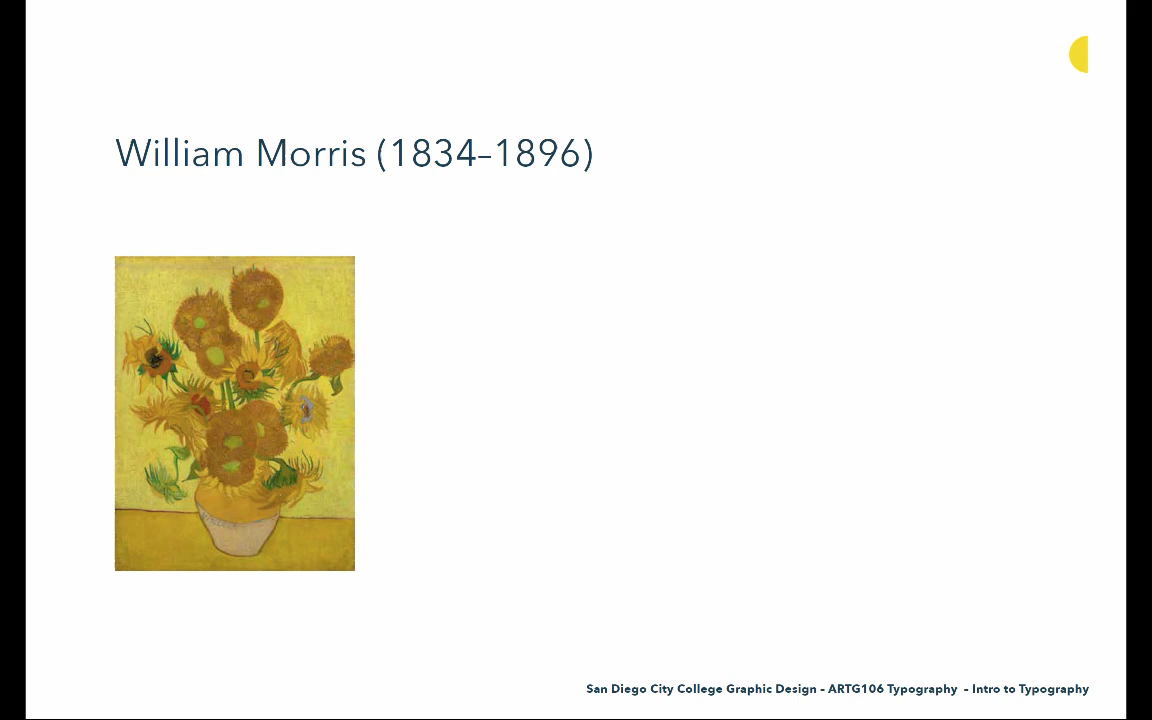 William Morris (1834–1896)
San Diego City College Graphic Design – ARTG106 Typography – Intro to Typography